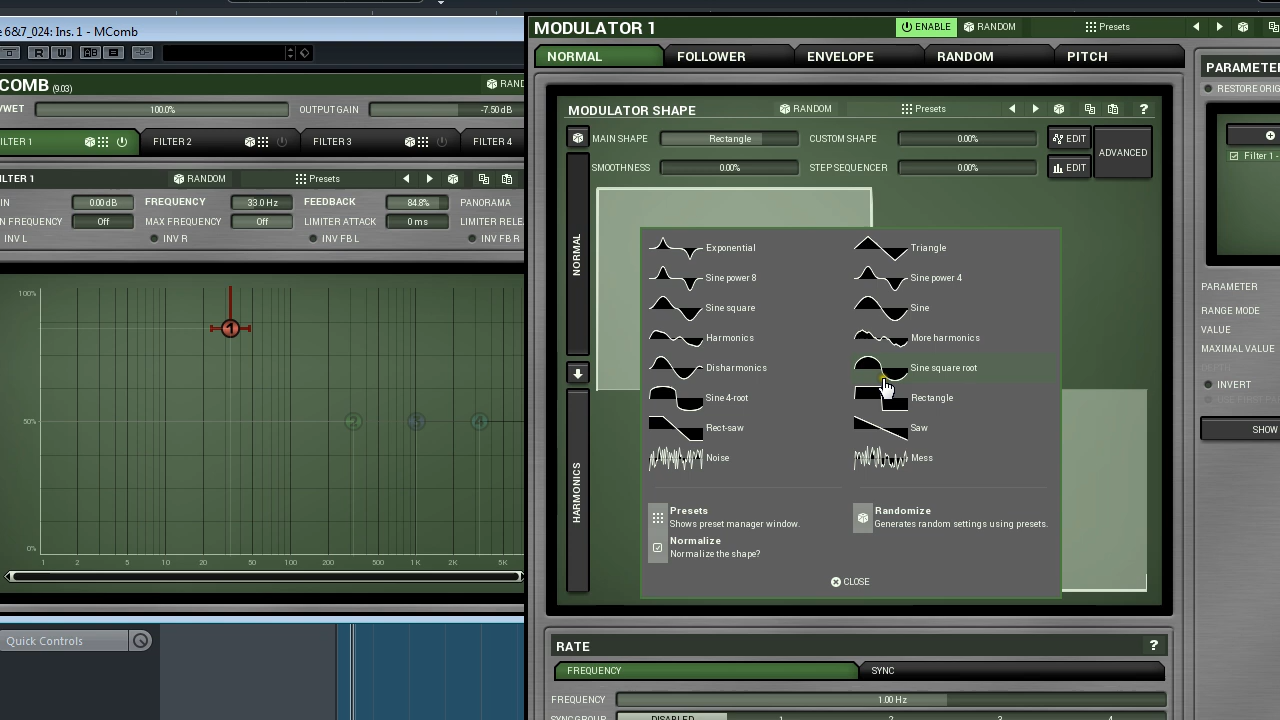 6&7_024: Ins. 1 - MComb
MODULATOR 1
ENABLE
RANDOM
Presets
R W
NORMAL
FOLLOWER
ENVELOPE
RANDOM
PITCH
COMB (9.03)
RAND
/WET
100.0%
OUTPUT GAIN
-7.50 dB
FILTER 2
FILTER 3
FILTER 4
RANDOM
Presets
FREQUENCY
33.0 Hz
FEEDBACK
84.8%
PANORAMA
0.00 dB
Off
MAX FREQUENCY
Off
LIMITER ATTACK
0 ms
LIMITER RELE
INV L
INV R
INV FB L
INV FB R
100%
50%
0%
1
2
3
4
1 2 5 10 20 50 100 200 500 1K 2K 5K
Quick Controls
MODULATOR SHAPE
RANDOM
Presets
?
MAIN SHAPE
Rectangle
CUSTOM SHAPE
0.00%
EDIT
ADVANCED
SMOOTHNESS
0.00%
STEP SEQUENCER
0.00%
EDIT
NORMAL
HARMONICS
Exponential
Triangle
Sine power 8
Sine power 4
Sine square
Sine
Harmonics
More harmonics
Disharmonics
Sine square root
Sine 4-root
Rectangle
Rect-saw
Saw
Noise
Mess
Presets
Shows preset manager window.
Randomize
Generates random settings using presets.
Normalize
Normalize the shape?
CLOSE
RATE
?
FREQUENCY
SYNC
FREQUENCY
1.00 Hz
SYNC GROUP
DISABLED
1
2
3
4
PARAMETE
RESTORE ORIG
Filter 1 -
PARAMETER
RANGE MODE
VALUE
MAXIMAL VALUE
DEPTH
INVERT
SHOW